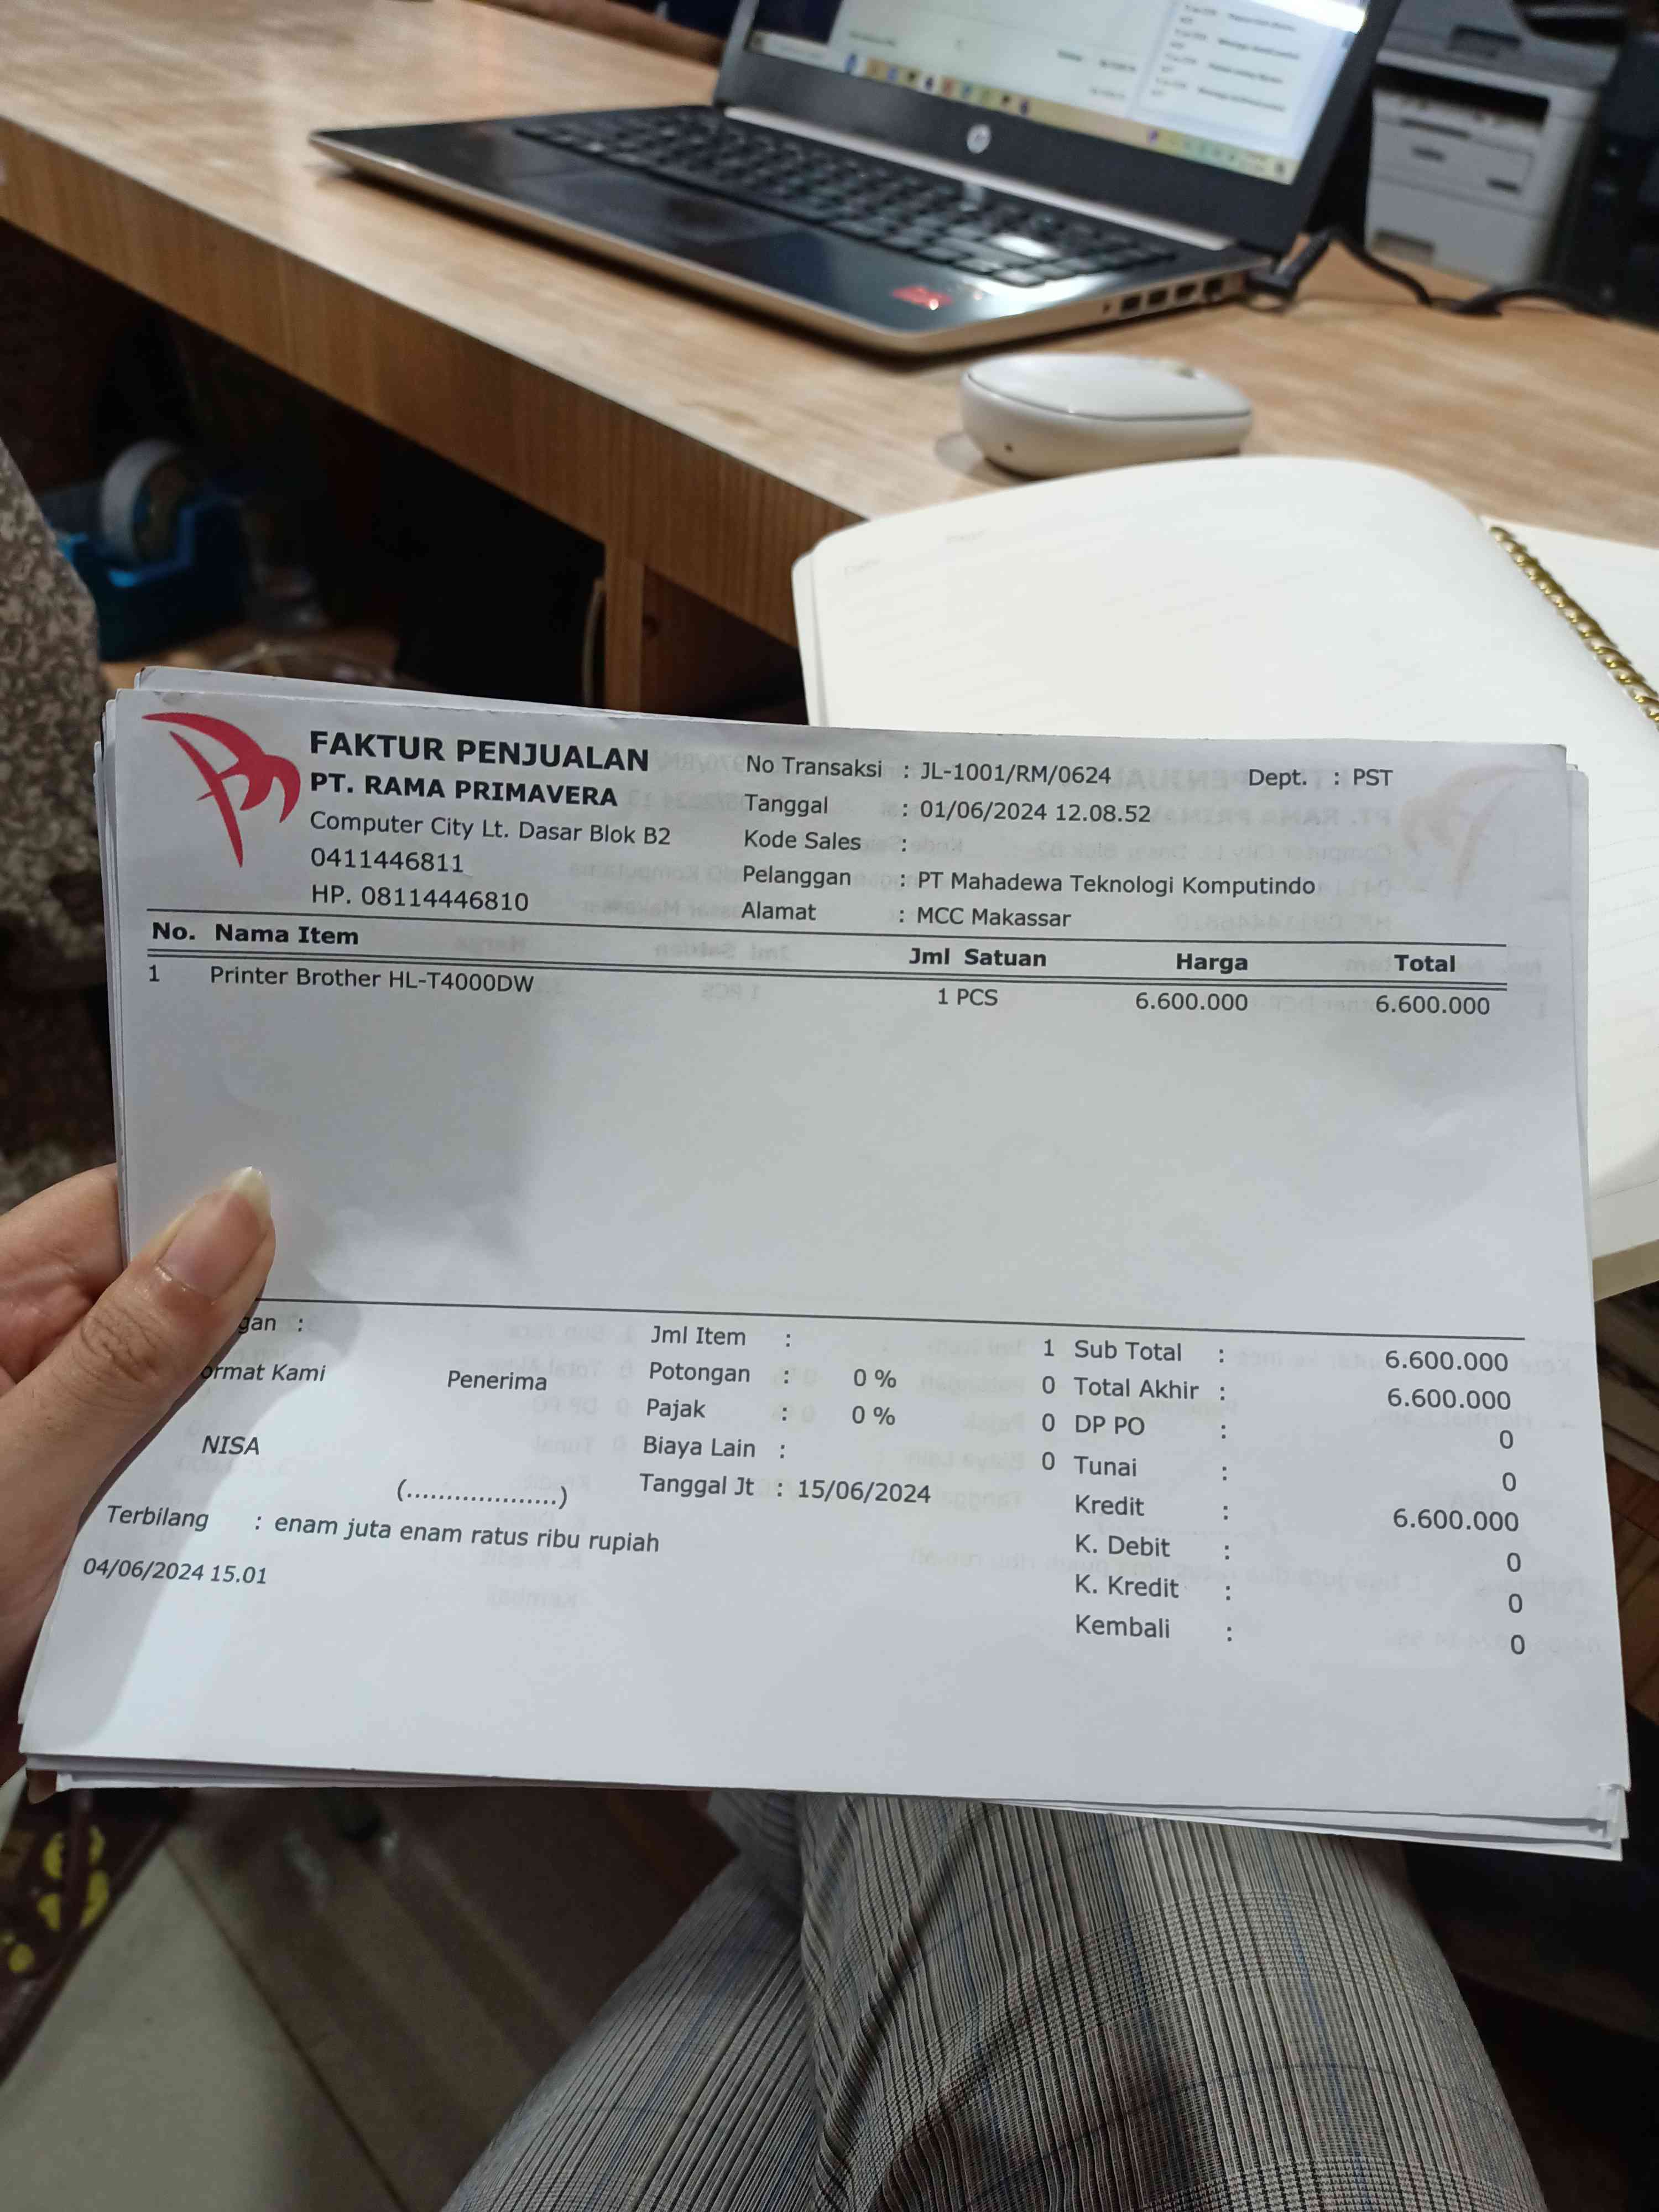 FAKTUR PENJUALAN
PT. RAMA PRIMAVERA
Computer City Lt. Dasar Blok B2
0411446811
HP. 08114446810
No Transaksi : JL-1001/RM/0624 Dept. : PST
Tanggal : 01/06/2024 12.08.52
Kode Sales :
Pelanggan : PT Mahadewa Teknologi Komputindo
Alamat : MCC Makassar
No. Nama Item Jml Satuan Harga Total
1 Printer Brother HL-T4000DW 1 PCS 6.600.000 6.600.000
gan :
ormat Kami Penerima
NISA
(....................)
Jml Item : 1
Potongan : 0 % 0
Pajak : 0 % 0
Biaya Lain : 0
Tanggal Jt : 15/06/2024
Sub Total : 6.600.000
Total Akhir : 6.600.000
DP PO : 0
Tunai : 0
Kredit : 6.600.000
K. Debit : 0
K. Kredit : 0
Kembali : 0
Terbilang : enam juta enam ratus ribu rupiah
04/06/2024 15.01